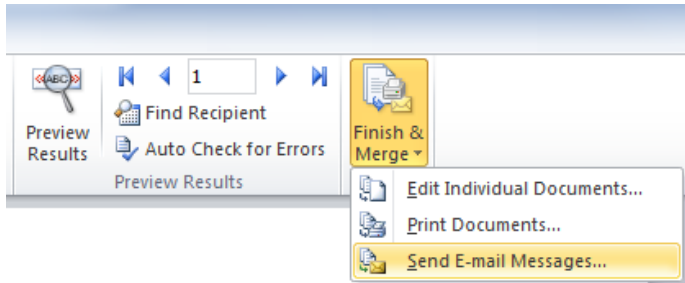 «ABC»
1
Find Recipient
Preview
Results
Auto Check for Errors
Preview Results
Finish &
Merge
Edit Individual Documents...
Print Documents...
Send E-mail Messages...